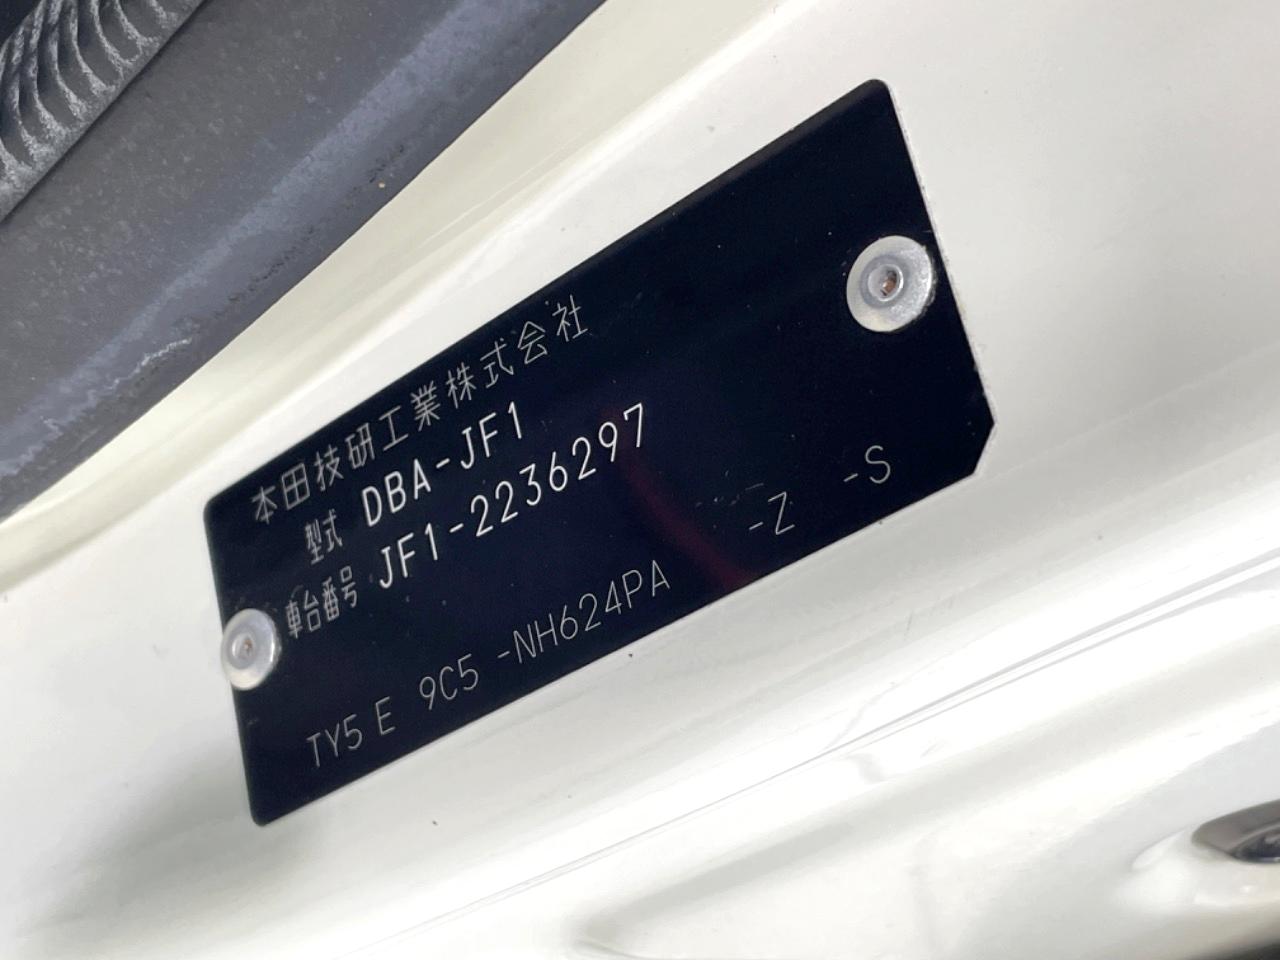 本田技研工業株式会社
型式 DBA-JF1
車台番号 JF1-2236297
TY5 E 9C5 -NH624PA -Z -S